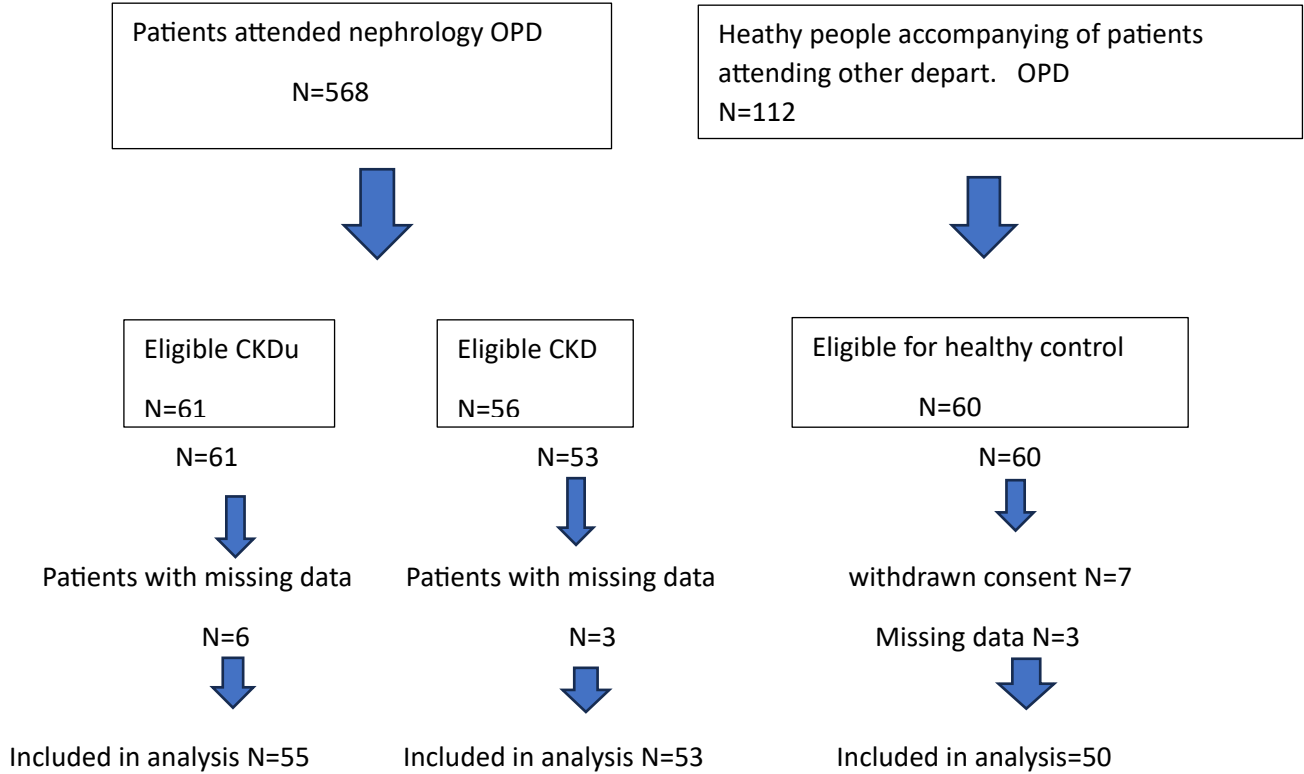 Patients attended nephrology OPD
N=568
Heathy people accompanying of patients
attending other depart. OPD
N=112
Eligible CKDu
N=61
Eligible CKD
N=56
Eligible for healthy control
N=60
N=61
N=53
N=60
Patients with missing data
N=6
Patients with missing data
N=3
withdrawn consent N=7
Missing data N=3
Included in analysis N=55
Included in analysis N=53
Included in analysis=50